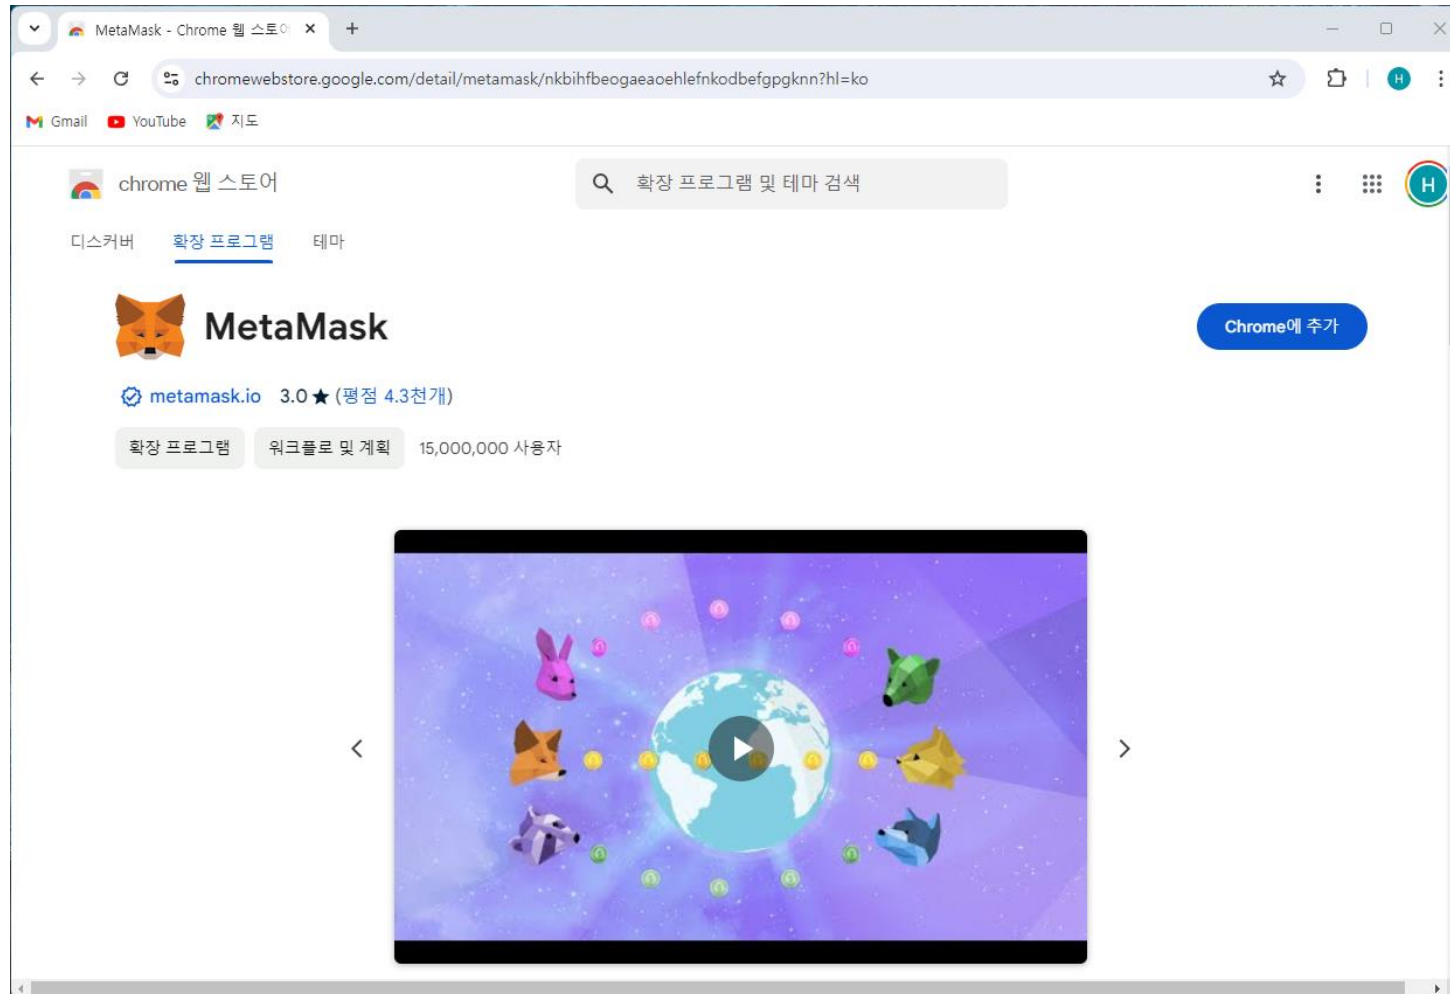 MetaMask - Chrome 웹 스토어
chromewebstore.google.com/detail/metamask/nkbihfbeogaeaoehlefnkodbefgpgknn?hl=ko
H
Gmail YouTube 지도
chrome 웹 스토어 확장 프로그램 및 테마 검색 H
디스커버 확장 프로그램 테마
MetaMask Chrome에 추가
metamask.io 3.0 ★ (평점 4.3천개)
확장 프로그램 워크플로 및 계획 15,000,000 사용자